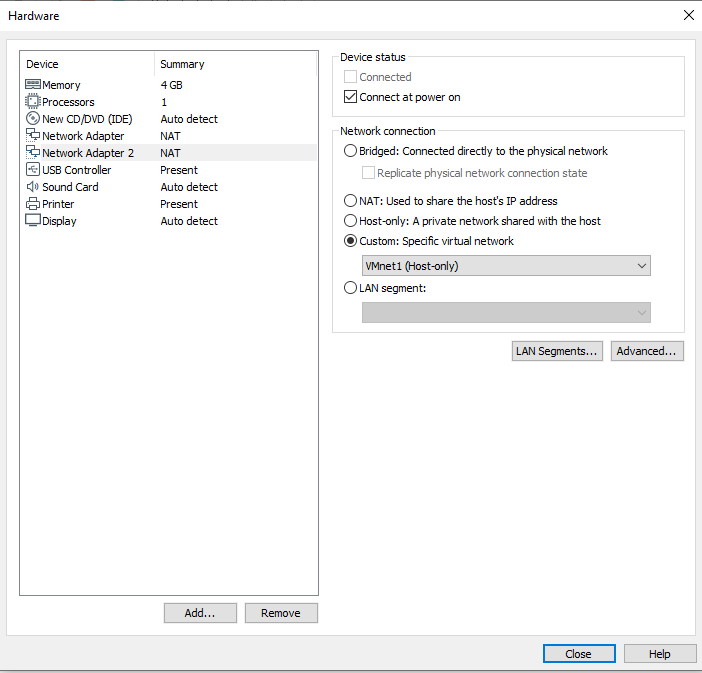 Hardware
Device Summary
Memory 4 GB
Processors 1
New CD/DVD (IDE) Auto detect
Network Adapter NAT
Network Adapter 2 NAT
USB Controller Present
Sound Card Auto detect
Printer Present
Display Auto detect
Add...
Remove
Device status
Connected
Connect at power on
Network connection
Bridged: Connected directly to the physical network
Replicate physical network connection state
NAT: Used to share the host's IP address
Host-only: A private network shared with the host
Custom: Specific virtual network
VMnet1 (Host-only)
LAN segment:
LAN Segments...
Advanced...
Close
Help